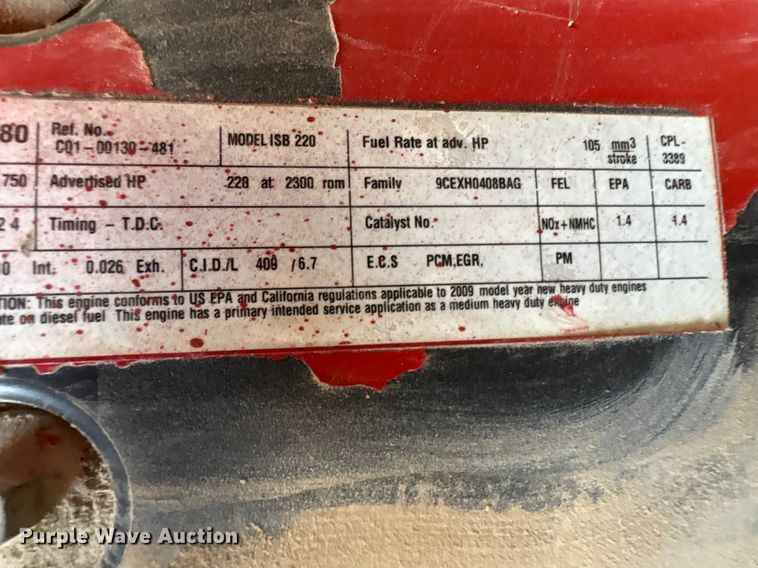 80 Ref. No. CQ1-00130-481 MODEL ISB 220 Fuel Rate at adv. HP 105 mm3 stroke CPL- 3389
750 Advertised HP 220 at 2300 rpm Family 9CEXH0408BAG FEL EPA CARB
24 Timing - T.D.C. Catalyst No. NOx+NMHC 1.4 1.4
0 Int. 0.026 Exh. C.I.D./L 409 /6.7 E.C.S PCM,EGR, PM
TION: This engine conforms to US EPA and California regulations applicable to 2009 model year new heavy duty engines
ate on diesel fuel This engine has a primary intended service application as a medium heavy duty engine
Purple Wave Auction